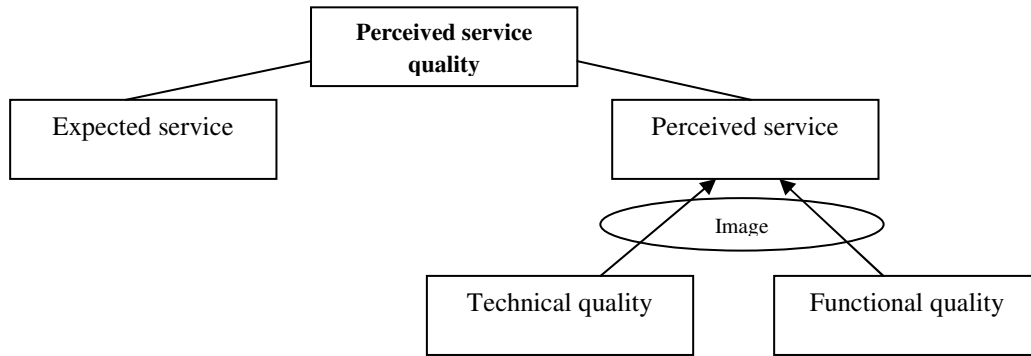 Perceived service
quality
Expected service
Perceived service
Image
Technical quality
Functional quality